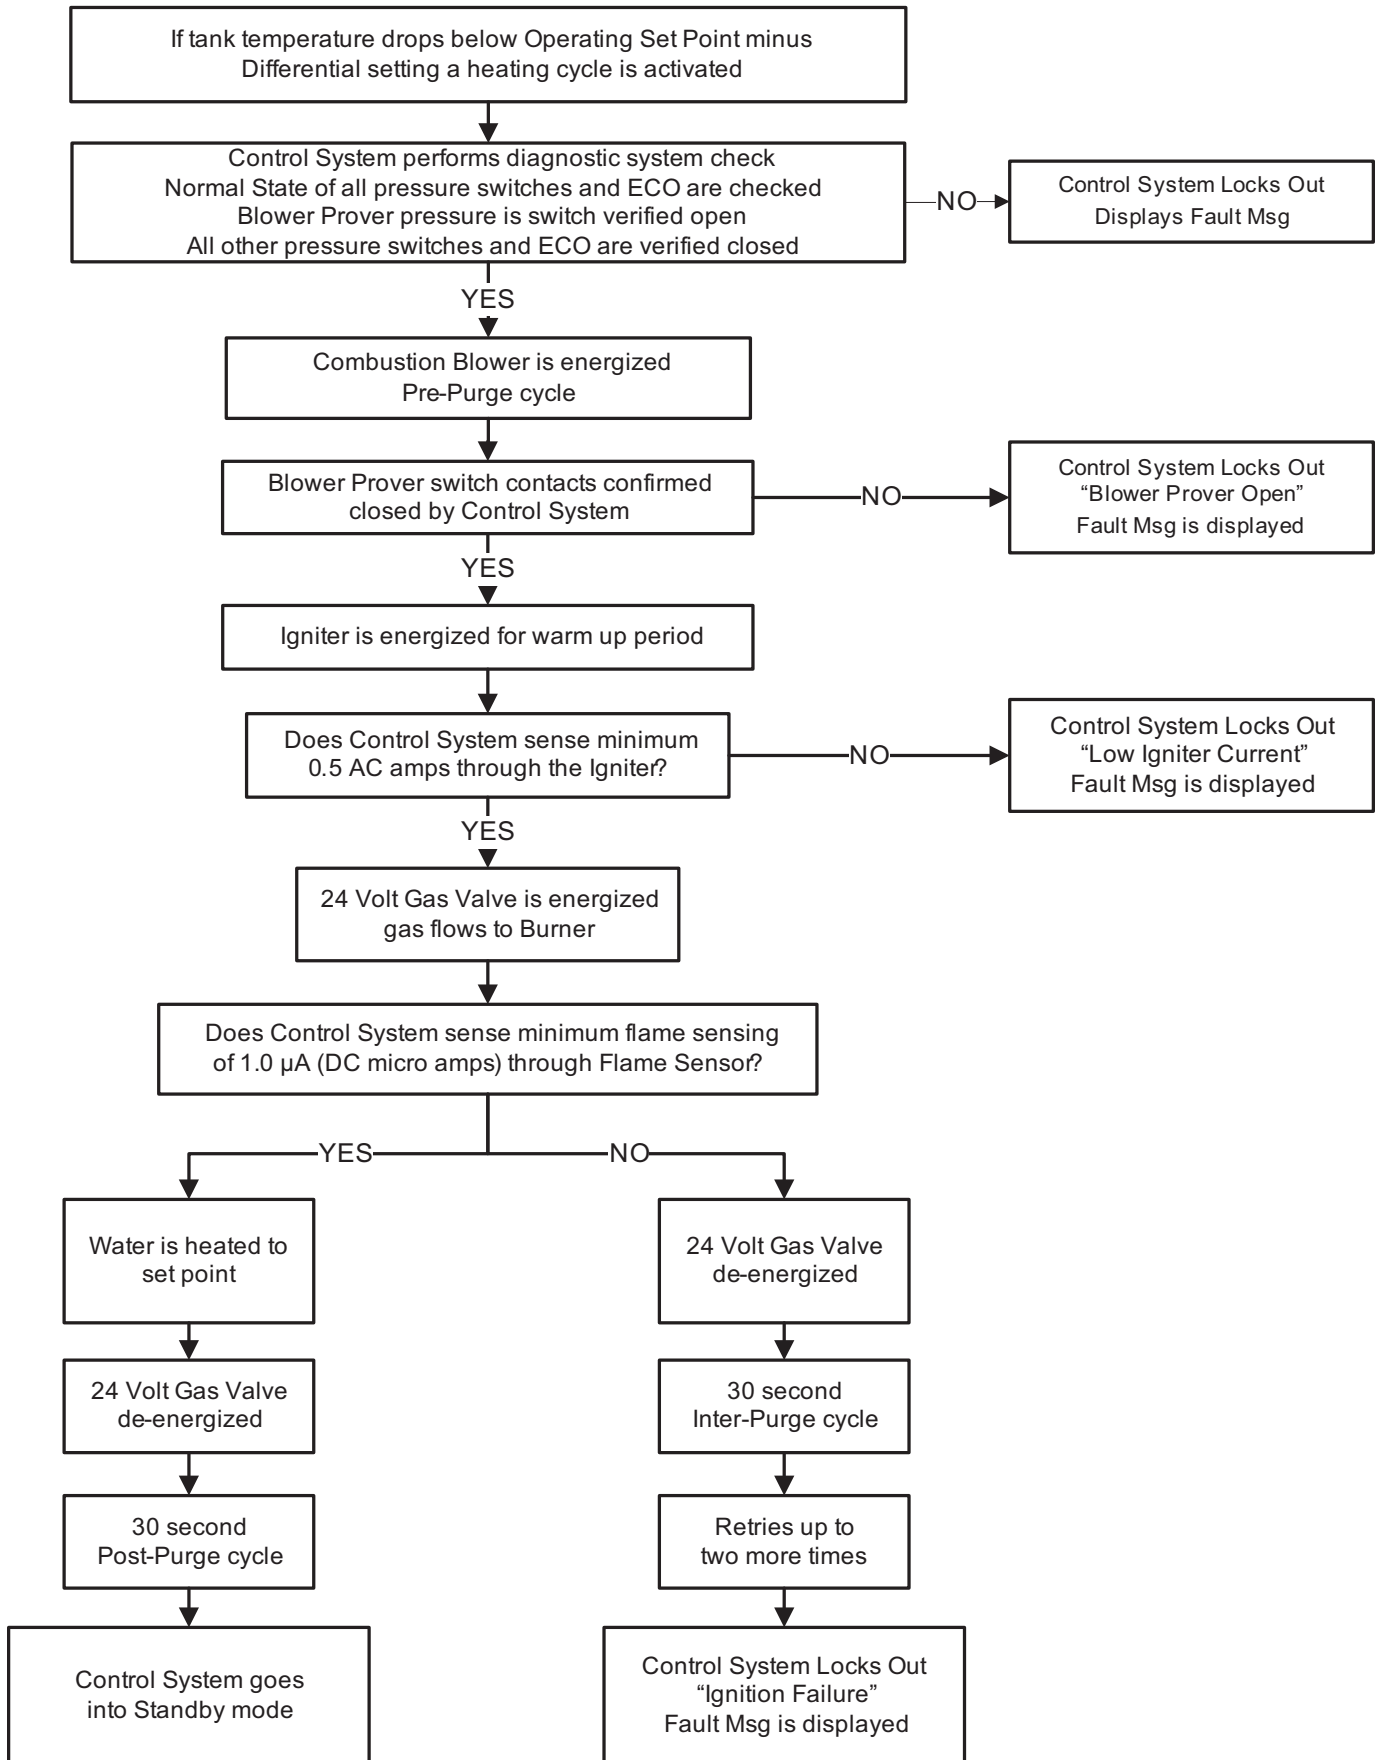 If tank temperature drops below Operating Set Point minus
Differential setting a heating cycle is activated
Control System performs diagnostic system check
Normal State of all pressure switches and ECO are checked
Blower Prover pressure is switch verified open
All other pressure switches and ECO are verified closed
NO
Control System Locks Out
Displays Fault Msg
YES
Combustion Blower is energized
Pre-Purge cycle
Blower Prover switch contacts confirmed
closed by Control System
NO
Control System Locks Out
“Blower Prover Open”
Fault Msg is displayed
YES
Igniter is energized for warm up period
Does Control System sense minimum
0.5 AC amps through the Igniter?
NO
Control System Locks Out
“Low Igniter Current”
Fault Msg is displayed
YES
24 Volt Gas Valve is energized
gas flows to Burner
Does Control System sense minimum flame sensing
of 1.0 µA (DC micro amps) through Flame Sensor?
YES
NO
Water is heated to
set point
24 Volt Gas Valve
de-energized
24 Volt Gas Valve
de-energized
30 second
Inter-Purge cycle
30 second
Post-Purge cycle
Retries up to
two more times
Control System goes
into Standby mode
Control System Locks Out
“Ignition Failure”
Fault Msg is displayed